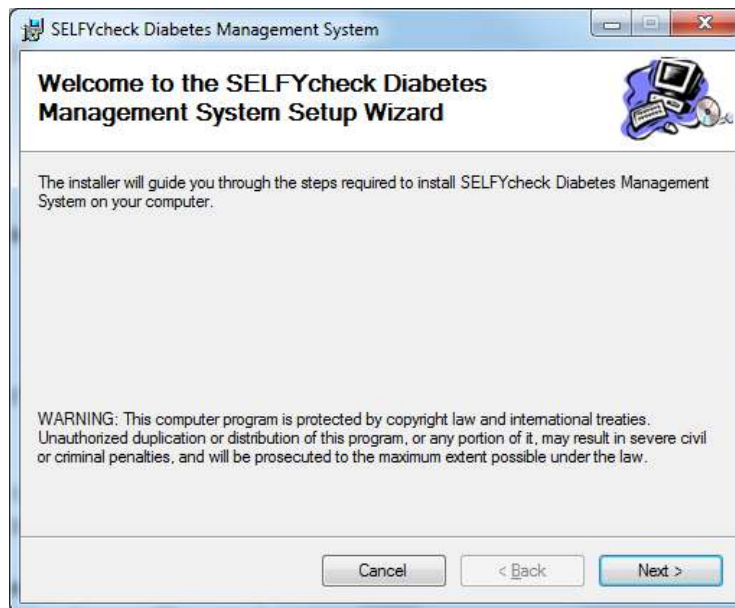 SELFYcheck Diabetes Management System
Welcome to the SELFYcheck Diabetes
Management System Setup Wizard
The installer will guide you through the steps required to install SELFYcheck Diabetes Management
System on your computer.
WARNING: This computer program is protected by copyright law and international treaties.
Unauthorized duplication or distribution of this program, or any portion of it, may result in severe civil
or criminal penalties, and will be prosecuted to the maximum extent possible under the law.
Cancel
< Back
Next >